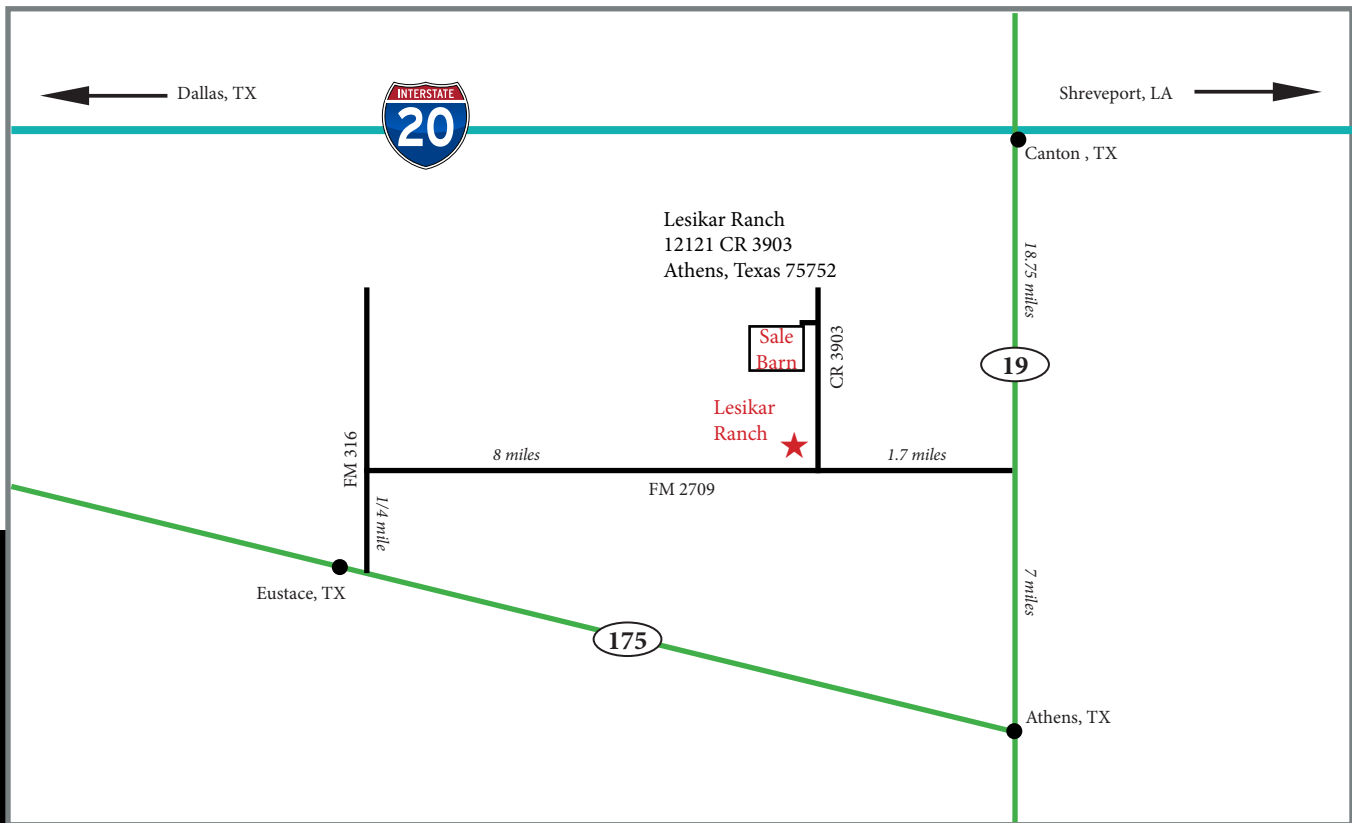 Dallas, TX
INTERSTATE
20
Shreveport, LA
Canton , TX
Lesikar Ranch
12121 CR 3903
Athens, Texas 75752
18.75 miles
Sale
Barn
CR 3903
19
Lesikar
Ranch
FM 316
8 miles
1.7 miles
FM 2709
1/4 mile
Eustace, TX
7 miles
175
Athens, TX